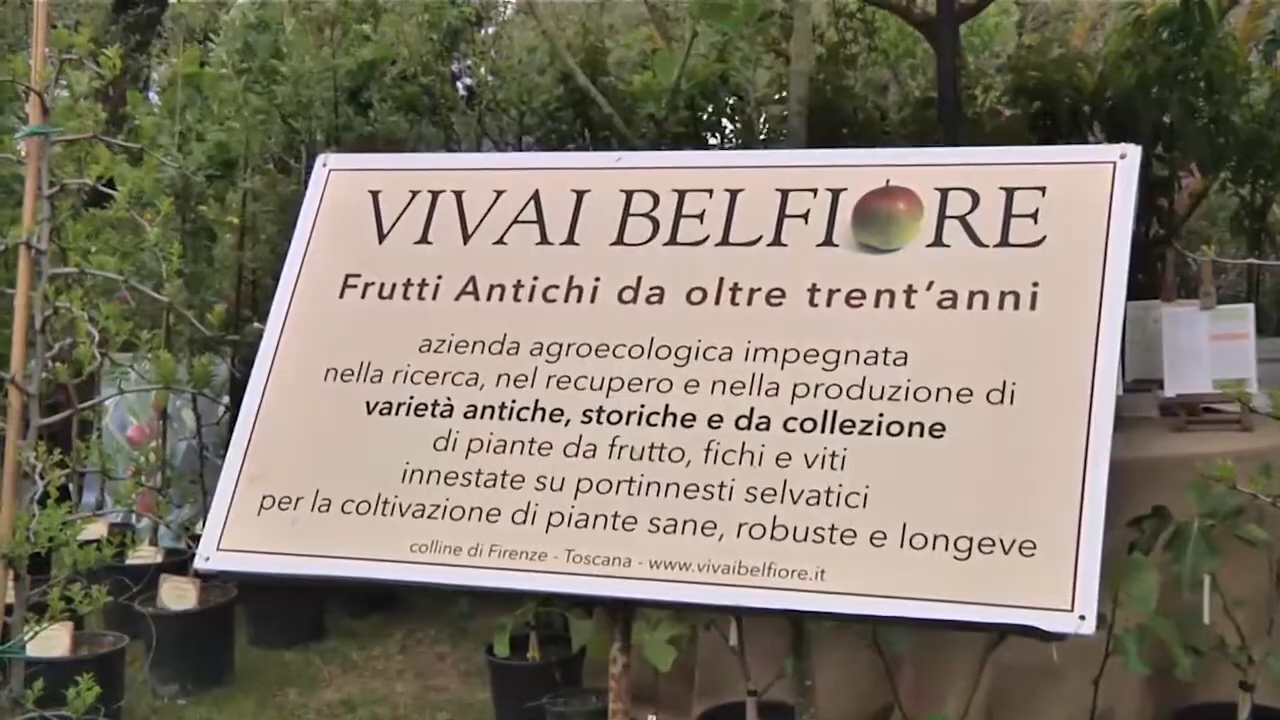 VIVAI BELFIORE
Frutti Antichi da oltre trent'anni
azienda agroecologica impegnata
nella ricerca, nel recupero e nella produzione di
varietà antiche, storiche e da collezione
di piante da frutto, fichi e viti
innestate su portinnesti selvatici
per la coltivazione di piante sane, robuste e longeve
colline di Firenze - Toscana - www.vivaibelfiore.it